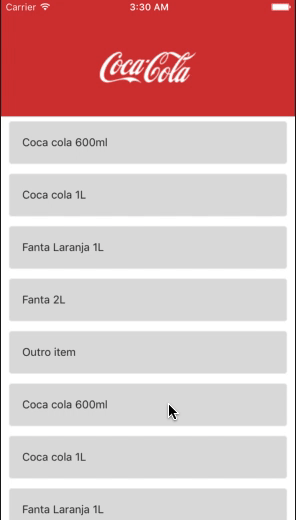 Carrier 3:30 AM
Coca-Cola
Coca cola 600ml
Coca cola 1L
Fanta Laranja 1L
Fanta 2L
Outro item
Coca cola 600ml
Coca cola 1L
Fanta Laranja 1L